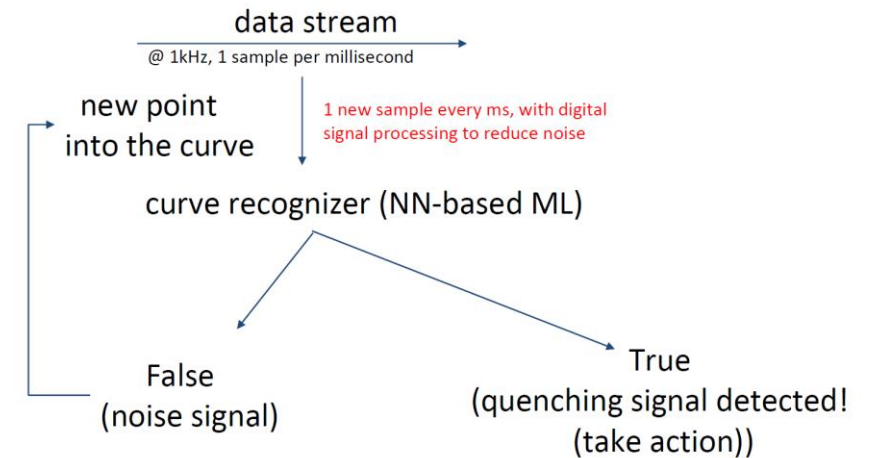 data stream
@ 1kHz, 1 sample per millisecond
new point
into the curve
1 new sample every ms, with digital
signal processing to reduce noise
curve recognizer (NN-based ML)
False
(noise signal)
True
(quenching signal detected!
(take action))